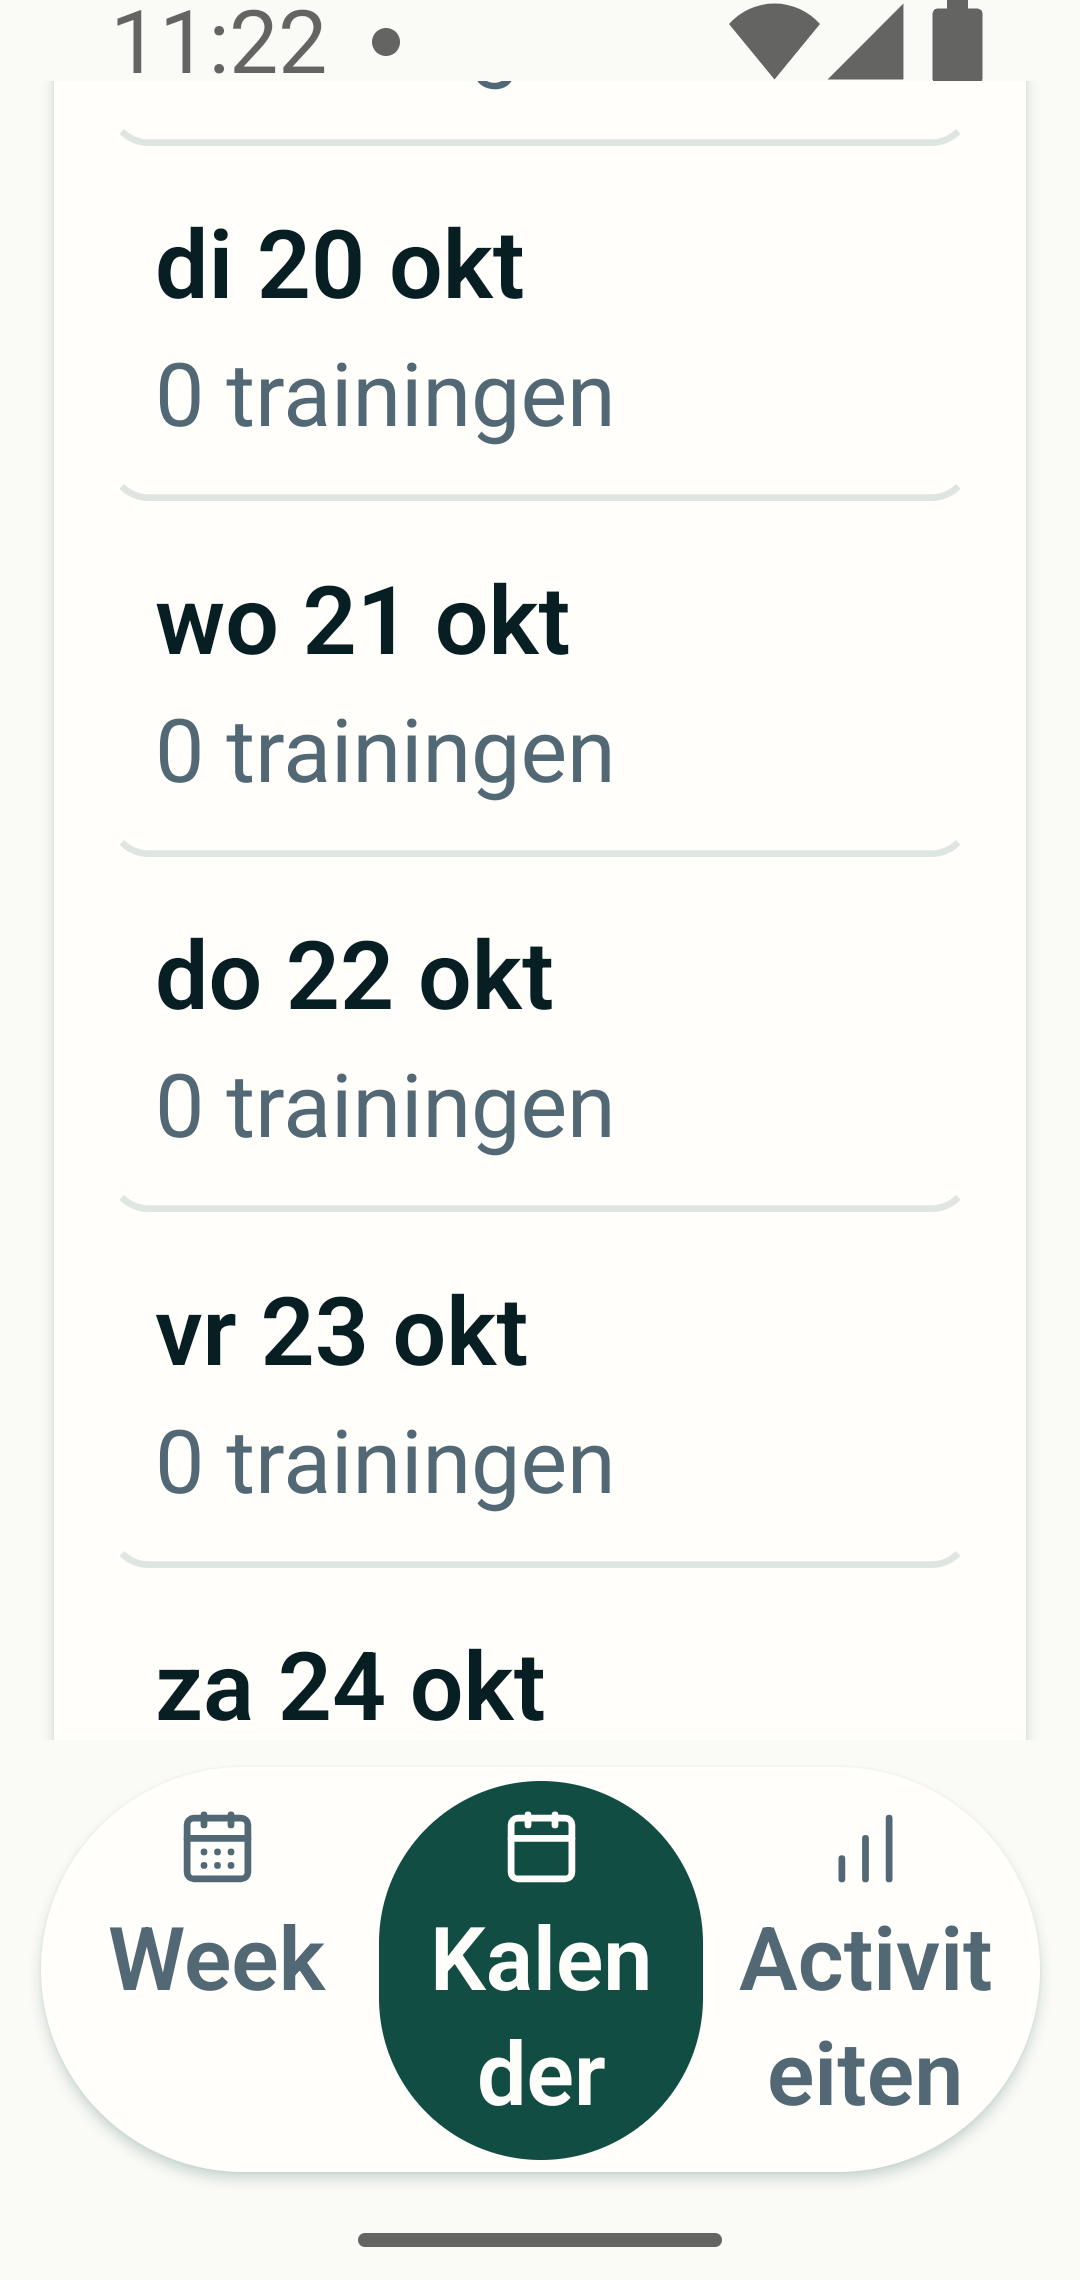 11:22
di 20 okt
0 trainingen
wo 21 okt
0 trainingen
do 22 okt
0 trainingen
vr 23 okt
0 trainingen
za 24 okt
Week
Kalen
der
Activit
eiten